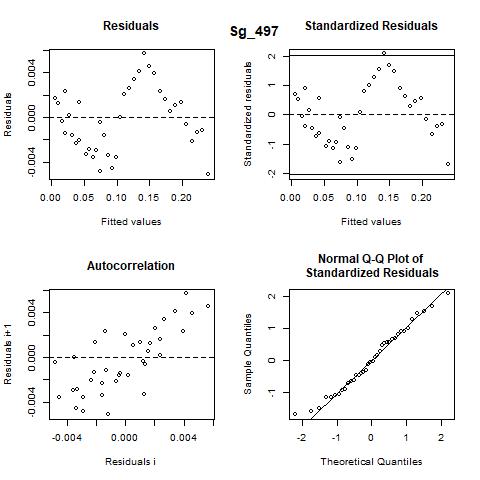 Sg_497
Residuals
Residuals
-0.004 0.000 0.004
0.00 0.05 0.10 0.15 0.20
Fitted values
Standardized Residuals
Standardized residuals
-2 -1 0 1 2
0.00 0.05 0.10 0.15 0.20
Fitted values
Autocorrelation
Residuals i+1
-0.004 0.000 0.004
-0.004 0.000 0.004
Residuals i
Normal Q-Q Plot of
Standardized Residuals
Sample Quantiles
-1 0 1 2
-2 -1 0 1 2
Theoretical Quantiles